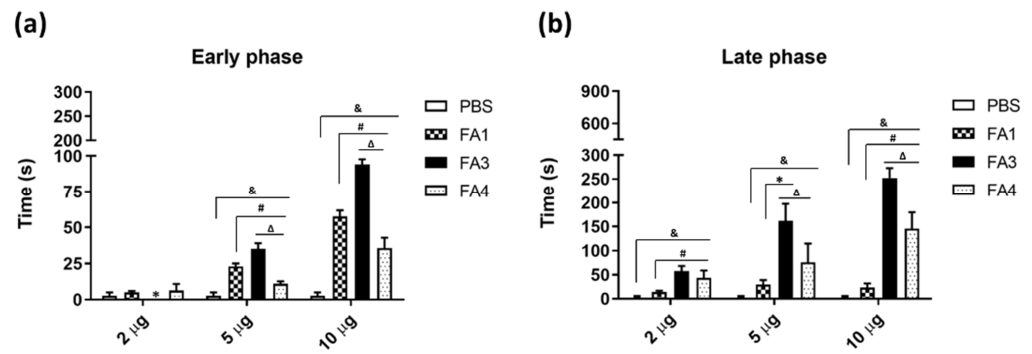 (a)
Early phase
Time (s)
300
250
200
100
75
50
25
0
*
&
#
Δ
&
#
Δ
2 µg
5 µg
10 µg
PBS
FA1
FA3
FA4
(b)
Late phase
Time (s)
900
600
300
250
200
150
100
50
0
&
#
&
*
Δ
&
#
Δ
2 µg
5 µg
10 µg
PBS
FA1
FA3
FA4